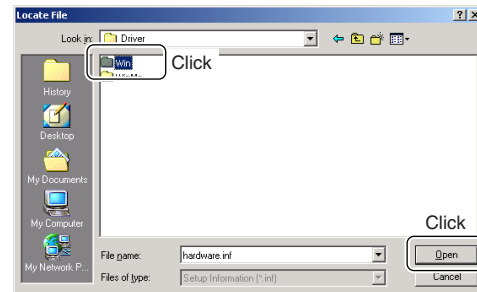 Locate File
Look in:
Driver
Win
Click
WinMe
History
Desktop
My Documents
My Computer
My Network P...
Click
File name:
hardware.inf
Open
Files of type:
Setup Information (*.inf)
Cancel